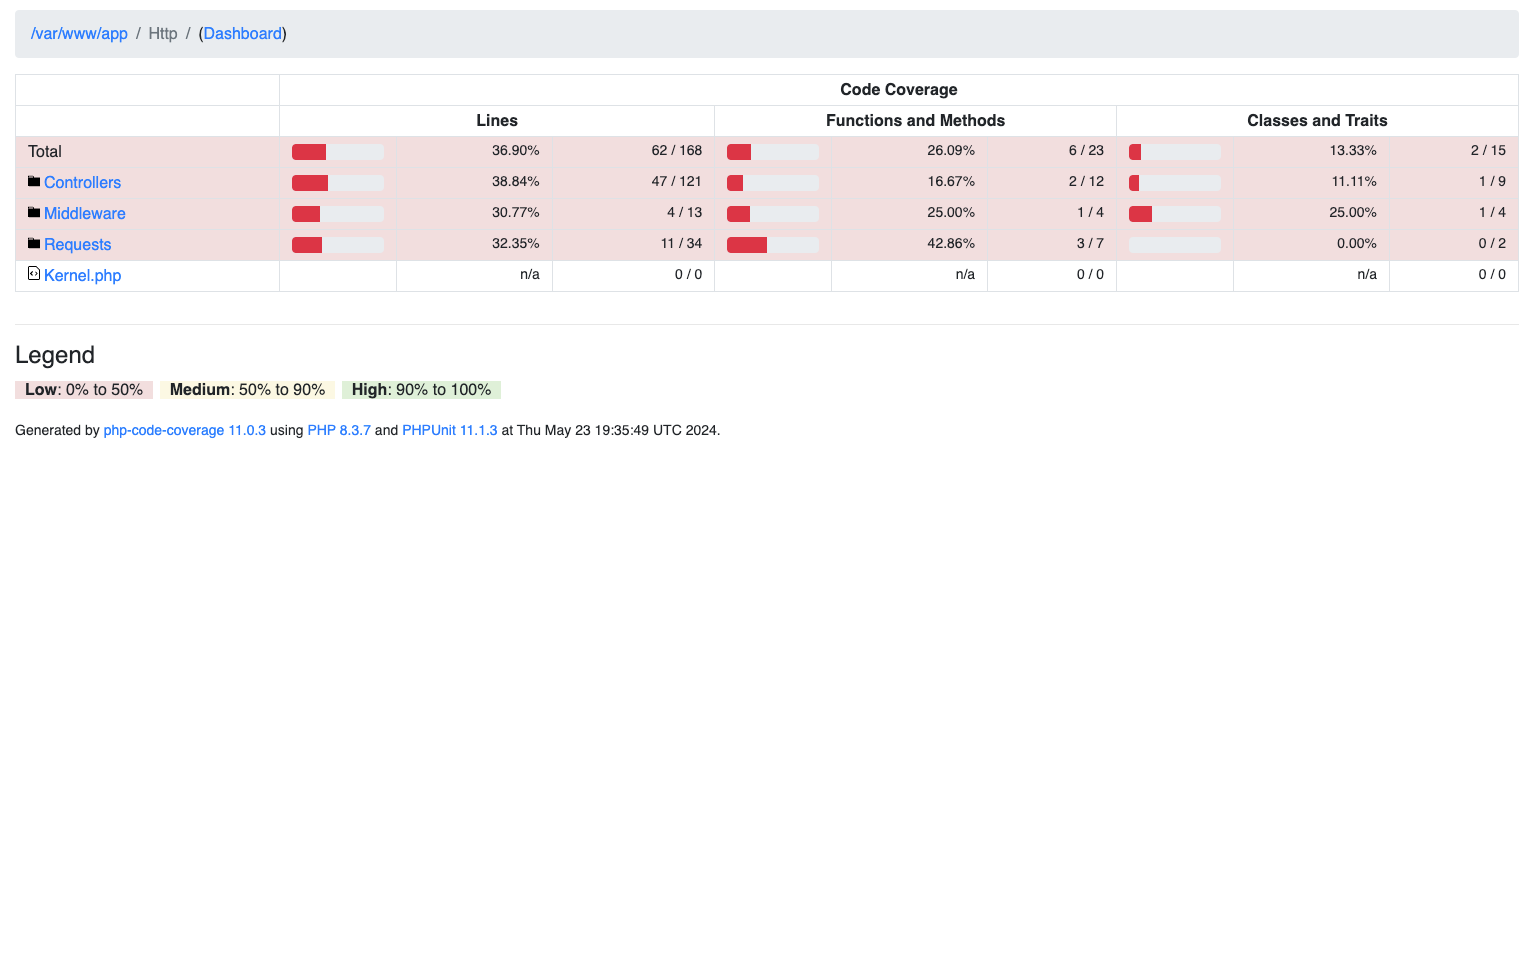 /var/www/app / Http / (Dashboard)
Code Coverage
Lines Functions and Methods Classes and Traits
Total 36.90% 62 / 168 26.09% 6 / 23 13.33% 2 / 15
Controllers 38.84% 47 / 121 16.67% 2 / 12 11.11% 1 / 9
Middleware 30.77% 4 / 13 25.00% 1 / 4 25.00% 1 / 4
Requests 32.35% 11 / 34 42.86% 3 / 7 0.00% 0 / 2
Kernel.php n/a 0 / 0 n/a 0 / 0 n/a 0 / 0
Legend
Low: 0% to 50% Medium: 50% to 90% High: 90% to 100%
Generated by php-code-coverage 11.0.3 using PHP 8.3.7 and PHPUnit 11.1.3 at Thu May 23 19:35:49 UTC 2024.